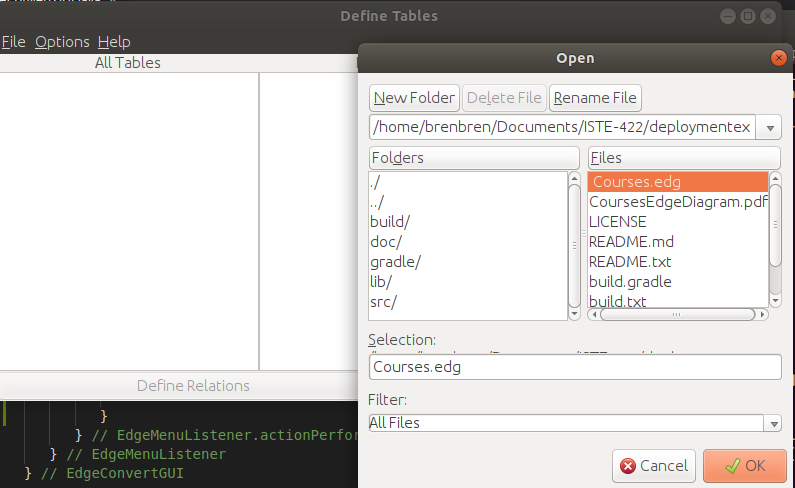 Define Tables
File Options Help
All Tables
Open
New Folder Delete File Rename File
/home/brenbren/Documents/ISTE-422/deploymentex
Folders
Files
./
../
build/
doc/
gradle/
lib/
src/
Courses.edg
CoursesEdgeDiagram.pdf
LICENSE
README.md
README.txt
build.gradle
build.txt
Selection:
Courses.edg
Filter:
All Files
Cancel OK
Define Relations
}
} // EdgeMenuListener.actionPerfor
} // EdgeMenuListener
} // EdgeConvertGUI